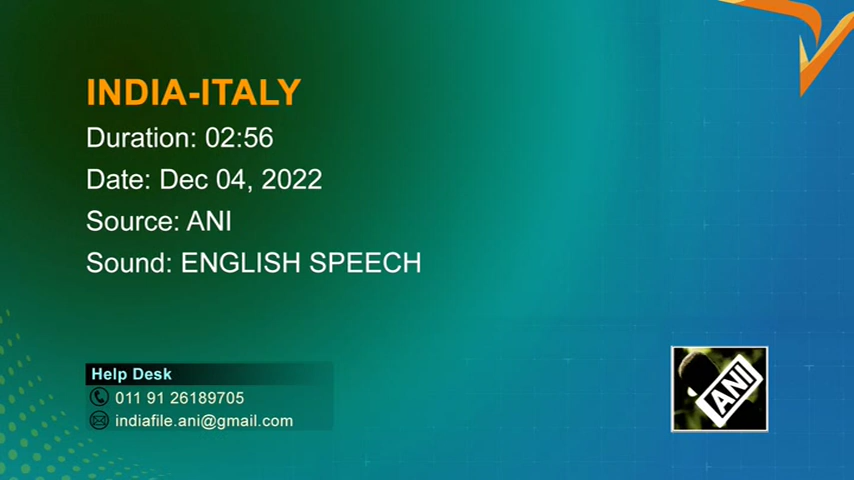 INDIA-ITALY
Duration: 02:56
Date: Dec 04, 2022
Source: ANI
Sound: ENGLISH SPEECH
Help Desk
011 91 26189705
indiafile.ani@gmail.com
ANI